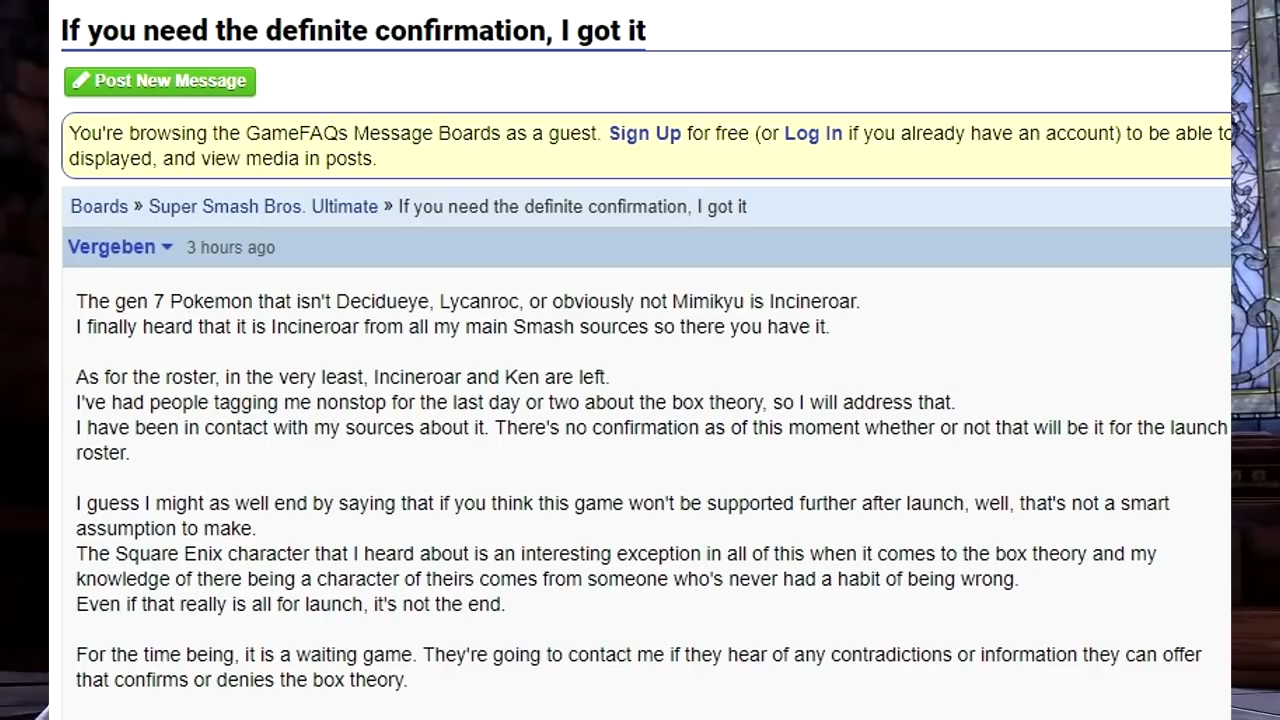 If you need the definite confirmation, I got it
Post New Message
You're browsing the GameFAQs Message Boards as a guest. Sign Up for free (or Log In if you already have an account) to be able to
displayed, and view media in posts.
Boards » Super Smash Bros. Ultimate » If you need the definite confirmation, I got it
Vergeben 3 hours ago
The gen 7 Pokemon that isn't Decidueye, Lycanroc, or obviously not Mimikyu is Incineroar.
I finally heard that it is Incineroar from all my main Smash sources so there you have it.
As for the roster, in the very least, Incineroar and Ken are left.
I've had people tagging me nonstop for the last day or two about the box theory, so I will address that.
I have been in contact with my sources about it. There's no confirmation as of this moment whether or not that will be it for the launch
roster.
I guess I might as well end by saying that if you think this game won't be supported further after launch, well, that's not a smart
assumption to make.
The Square Enix character that I heard about is an interesting exception in all of this when it comes to the box theory and my
knowledge of there being a character of theirs comes from someone who's never had a habit of being wrong.
Even if that really is all for launch, it's not the end.
For the time being, it is a waiting game. They're going to contact me if they hear of any contradictions or information they can offer
that confirms or denies the box theory.